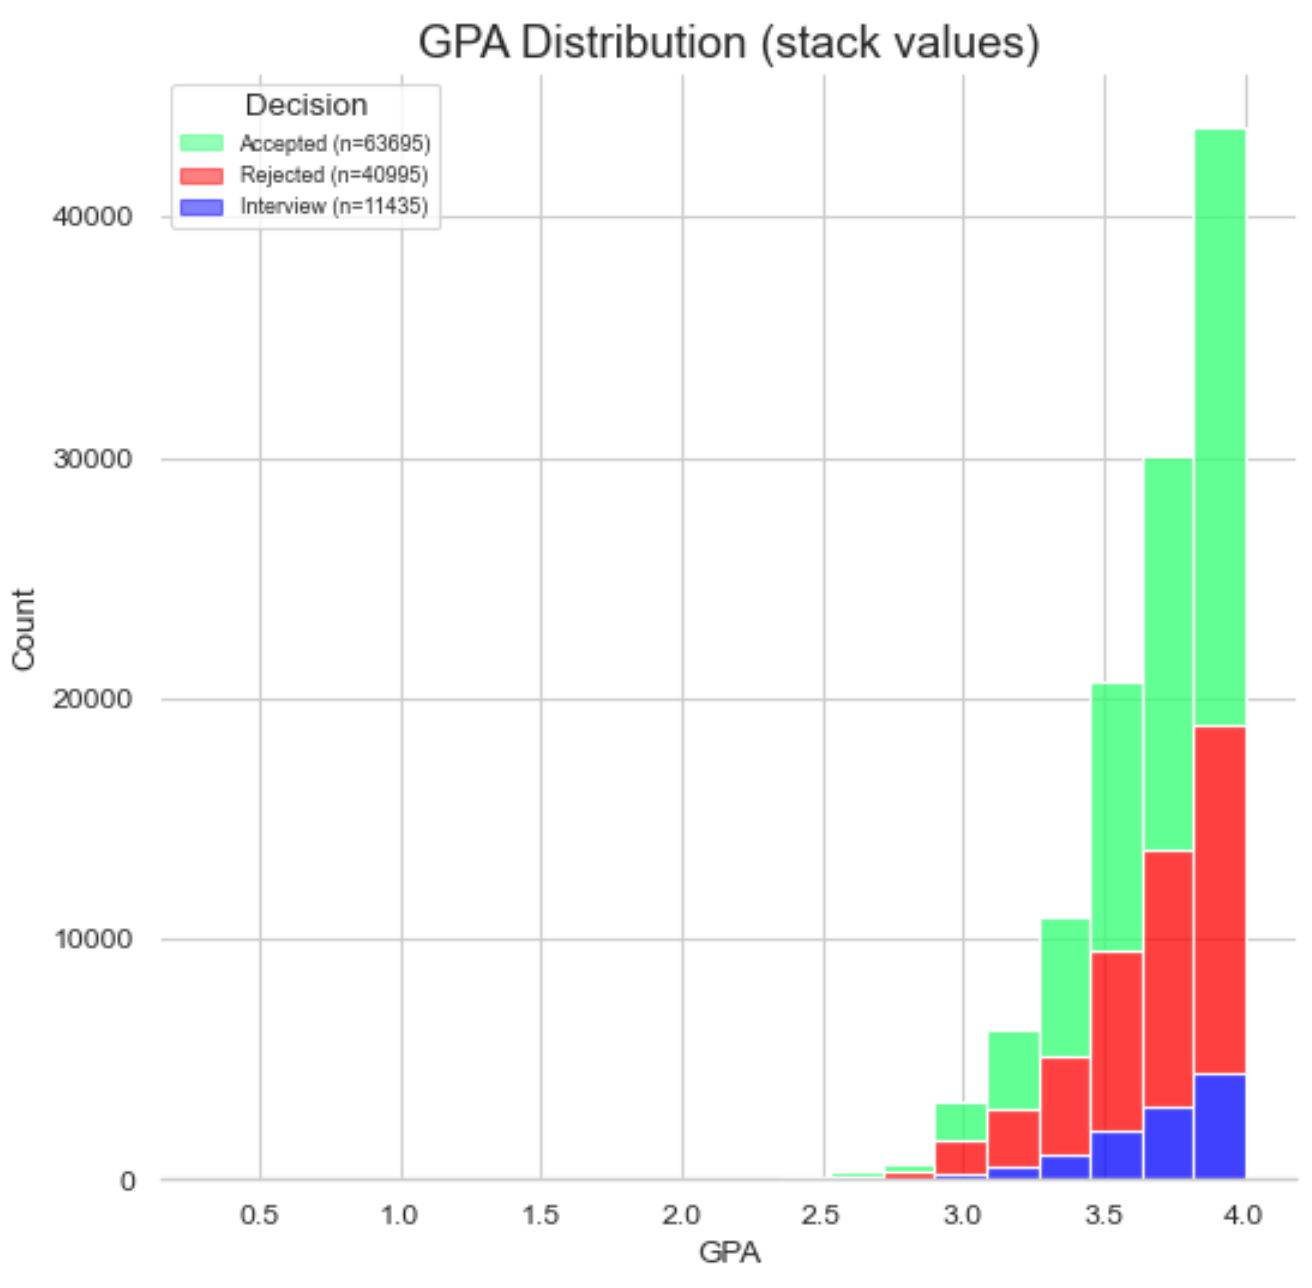 GPA Distribution (stack values)
Decision
Accepted (n=63695)
Rejected (n=40995)
Interview (n=11435)
40000
30000
20000
10000
0
Count
0.5 1.0 1.5 2.0 2.5 3.0 3.5 4.0
GPA